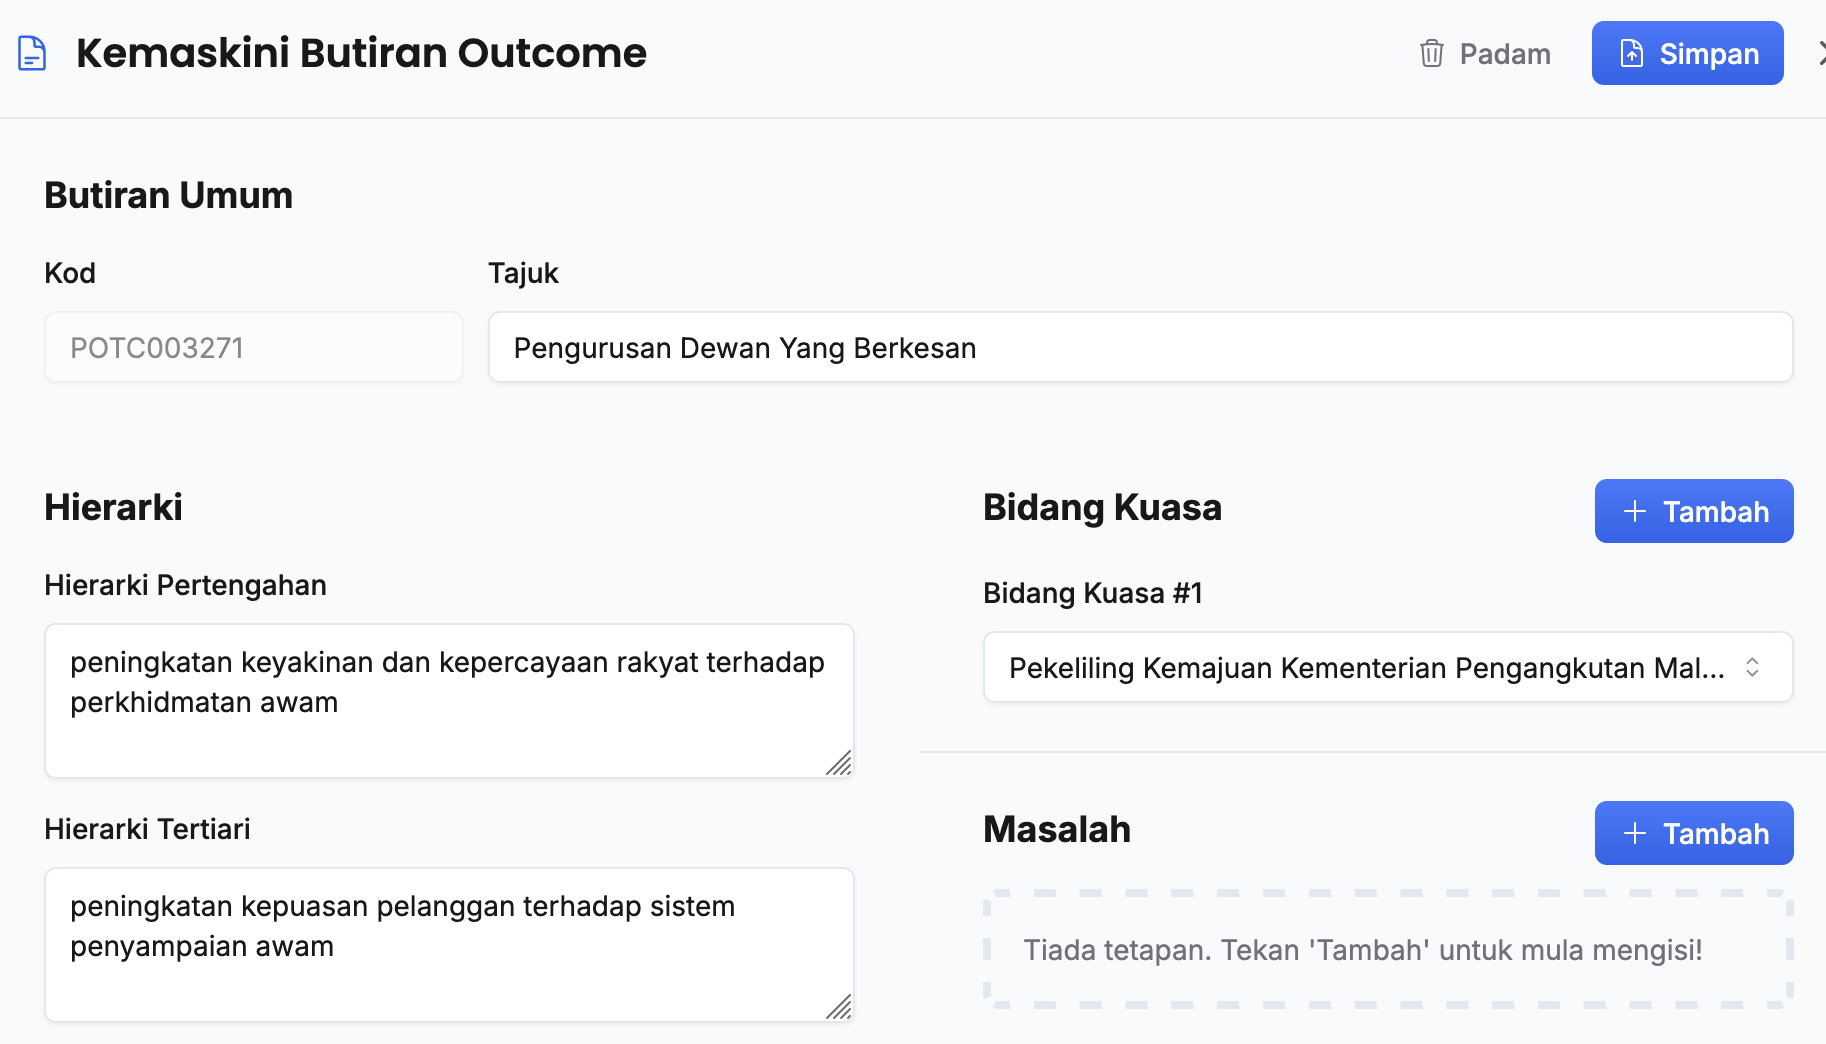 Kemaskini Butiran Outcome
Padam
Simpan
Butiran Umum
Kod
Tajuk
POTC003271
Pengurusan Dewan Yang Berkesan
Hierarki
Hierarki Pertengahan
peningkatan keyakinan dan kepercayaan rakyat terhadap
perkhidmatan awam
Hierarki Tertiari
peningkatan kepuasan pelanggan terhadap sistem
penyampaian awam
Bidang Kuasa
Tambah
Bidang Kuasa #1
Pekeliling Kemajuan Kementerian Pengangkutan Mal...
Masalah
Tambah
Tiada tetapan. Tekan 'Tambah' untuk mula mengisi!